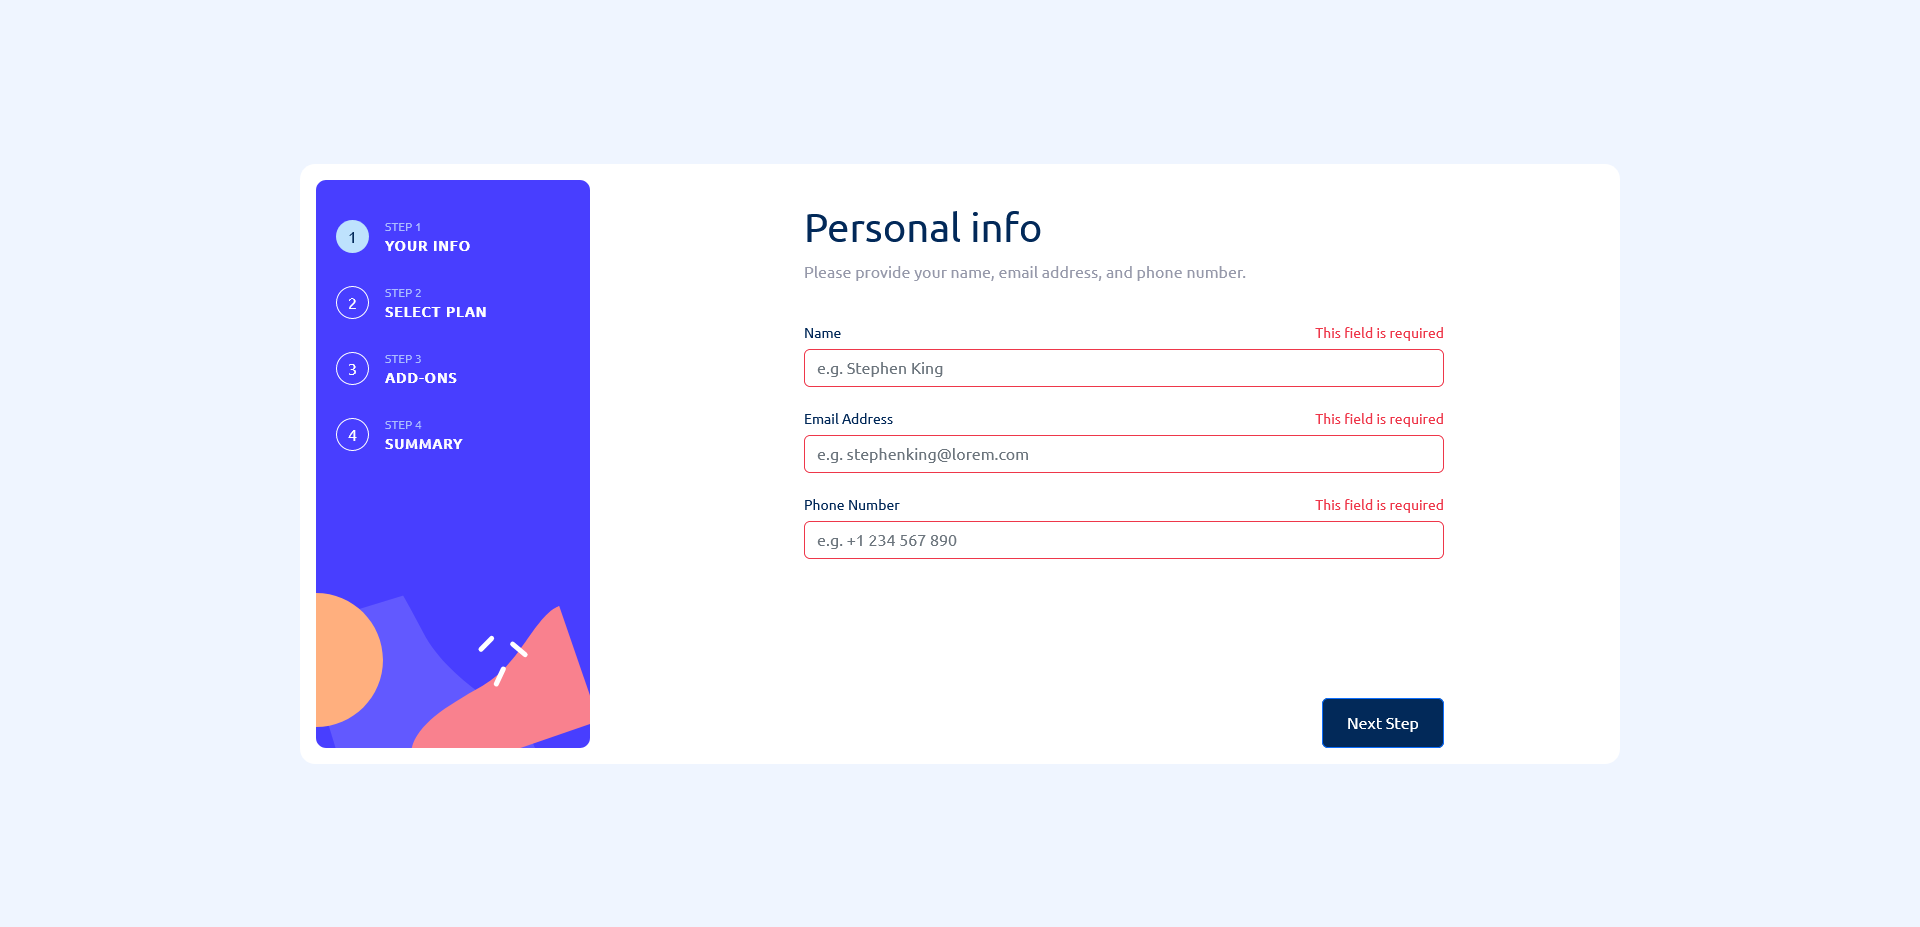 1
STEP 1
YOUR INFO
2
STEP 2
SELECT PLAN
3
STEP 3
ADD-ONS
4
STEP 4
SUMMARY
Personal info
Please provide your name, email address, and phone number.
Name This field is required
e.g. Stephen King
Email Address This field is required
e.g. stephenking@lorem.com
Phone Number This field is required
e.g. +1 234 567 890
Next Step